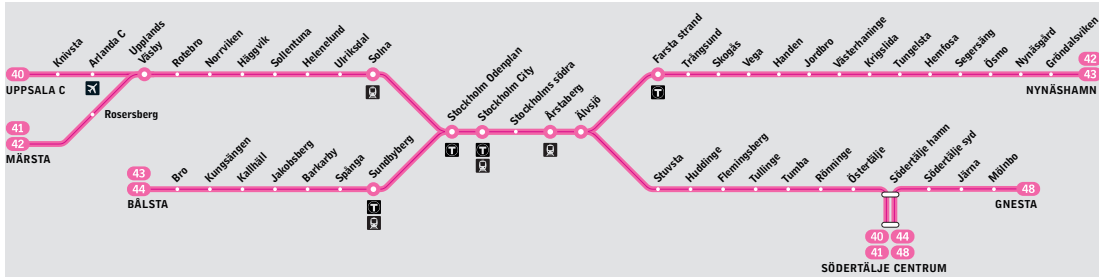 40
UPPSALA C
Knivsta
Arlanda C
Upplands
Väsby
Rotebro
Norrviken
Häggvik
Sollentuna
Helenelund
Ulriksdal
Solna
41
42
MÄRSTA
Rosersberg
43
44
BÅLSTA
Bro
Kungsängen
Kallhäll
Jakobsberg
Barkarby
Spånga
Sundbyberg
T
Stockholm Odenplan
T
Stockholm City
T
Stockholms södra
Årstaberg
Älvsjö
Farsta strand
T
Trångsund
Skogås
Vega
Handen
Jordbro
Västerhaninge
Krigslida
Tungelsta
Hemfosa
Segersäng
Ösmo
Nynäsgård
Gröndalsviken
42
43
NYNÄSHAMN
Stuvsta
Huddinge
Flemingsberg
Tullinge
Tumba
Rönninge
Östertälje
Södertälje hamn
Södertälje syd
Järna
Mölnbo
48
GNESTA
40 44
41 48
SÖDERTÄLJE CENTRUM